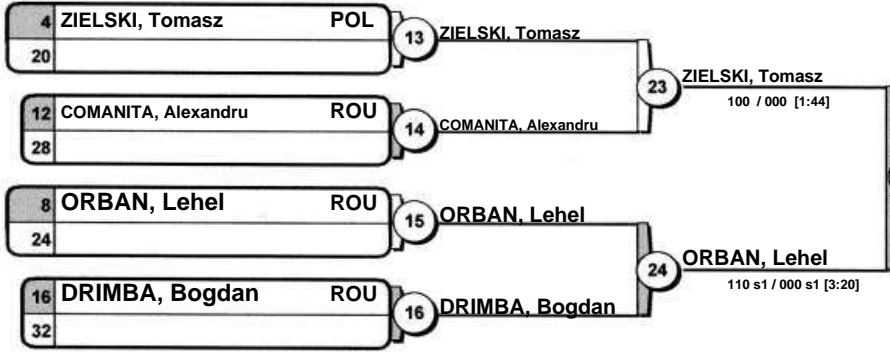 4 ZIELSKI, Tomasz POL
20
13 ZIELSKI, Tomasz
12 COMANITA, Alexandru ROU
28
14 COMANITA, Alexandru
23 ZIELSKI, Tomasz
100 / 000 [1:44]
8 ORBAN, Lehel ROU
24
15 ORBAN, Lehel
16 DRIMBA, Bogdan ROU
32
16 DRIMBA, Bogdan
24 ORBAN, Lehel
110 s1 / 000 s1 [3:20]